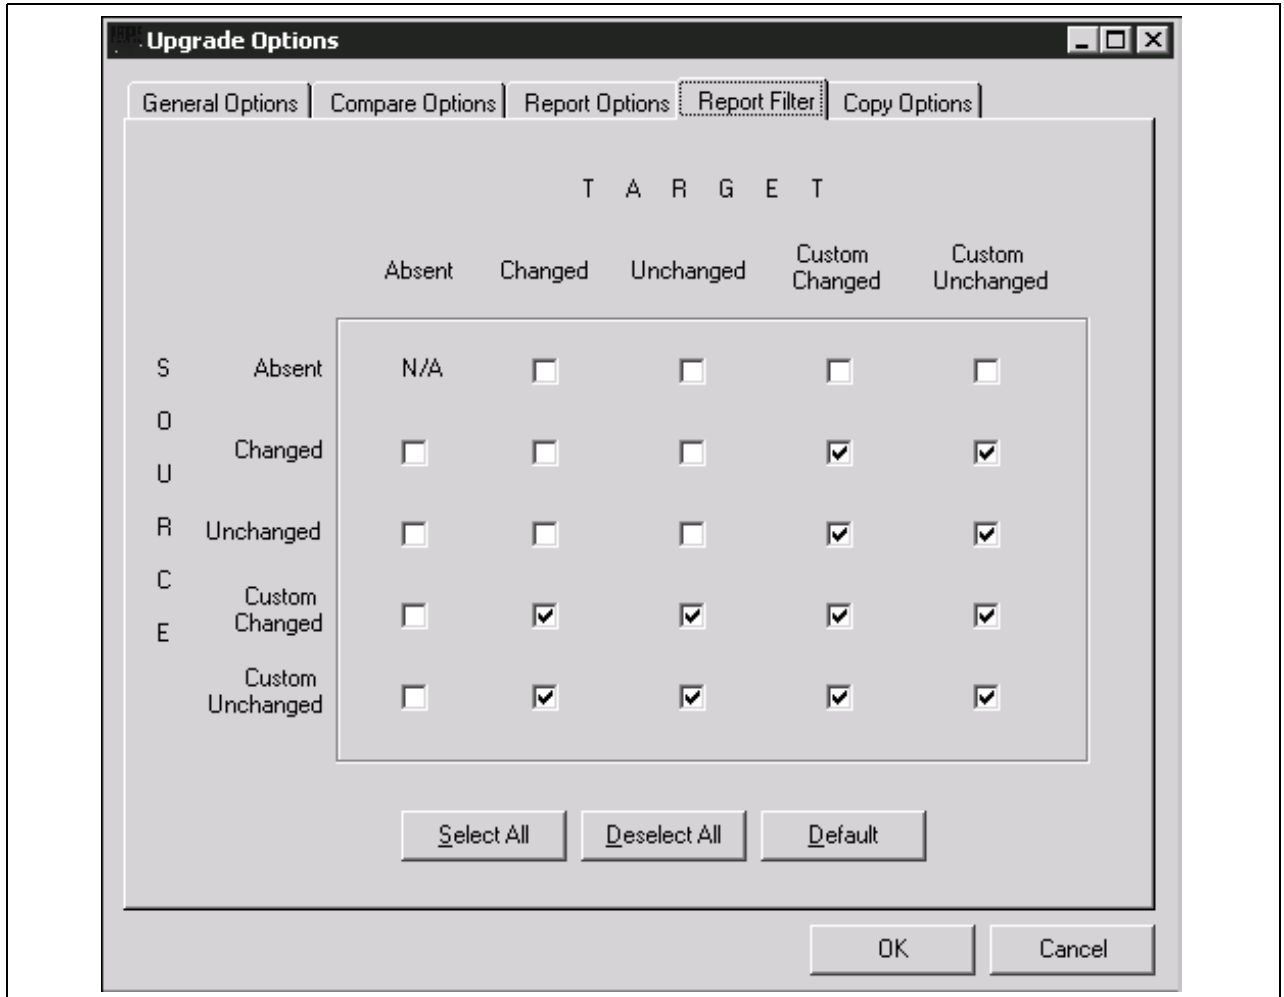 Upgrade Options
General Options
Compare Options
Report Options
Report Filter
Copy Options
T A R G E T
Absent
Changed
Unchanged
Custom
Changed
Custom
Unchanged
S O U R C E
Absent
N/A
Changed
Unchanged
Custom
Changed
Custom
Unchanged
Select All
Deselect All
Default
OK
Cancel